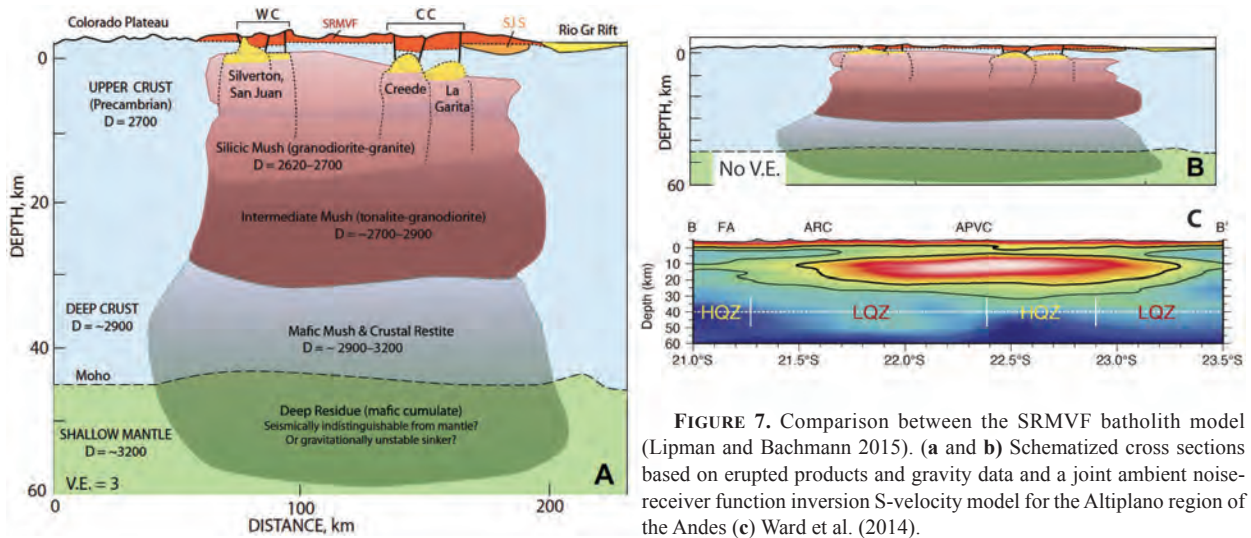 Colorado Plateau
W C
SRMVF
C C
S J S
Rio Gr Rift
0
UPPER CRUST
(Precambrian)
D = 2700
Silverton,
San Juan
Creede
La
Garita
Silicic Mush (granodiorite-granite)
D = 2620–2700
20
Intermediate Mush (tonalite-granodiorite)
D = ~2700–2900
DEEP CRUST
D = ~2900
Mafic Mush & Crustal Restite
D = ~ 2900–3200
40
Moho
Deep Residue (mafic cumulate)
Seismically indistinguishable from mantle?
Or gravitationally unstable sinker?
SHALLOW MANTLE
D = ~3200
V.E. = 3
A
60
DEPTH, km
0
100
200
DISTANCE, km
DEPTH, km
0
60
No V.E.
B
C
B
FA
ARC
APVC
B'
Depth (km)
0
10
20
30
40
50
60
HQZ
LQZ
HQZ
LQZ
21.0°S
21.5°S
22.0°S
22.5°S
23.0°S
23.5°S
FIGURE 7. Comparison between the SRMVF batholith model
(Lipman and Bachmann 2015). (a and b) Schematized cross sections
based on erupted products and gravity data and a joint ambient noise-
receiver function inversion S-velocity model for the Altiplano region of
the Andes (c) Ward et al. (2014).